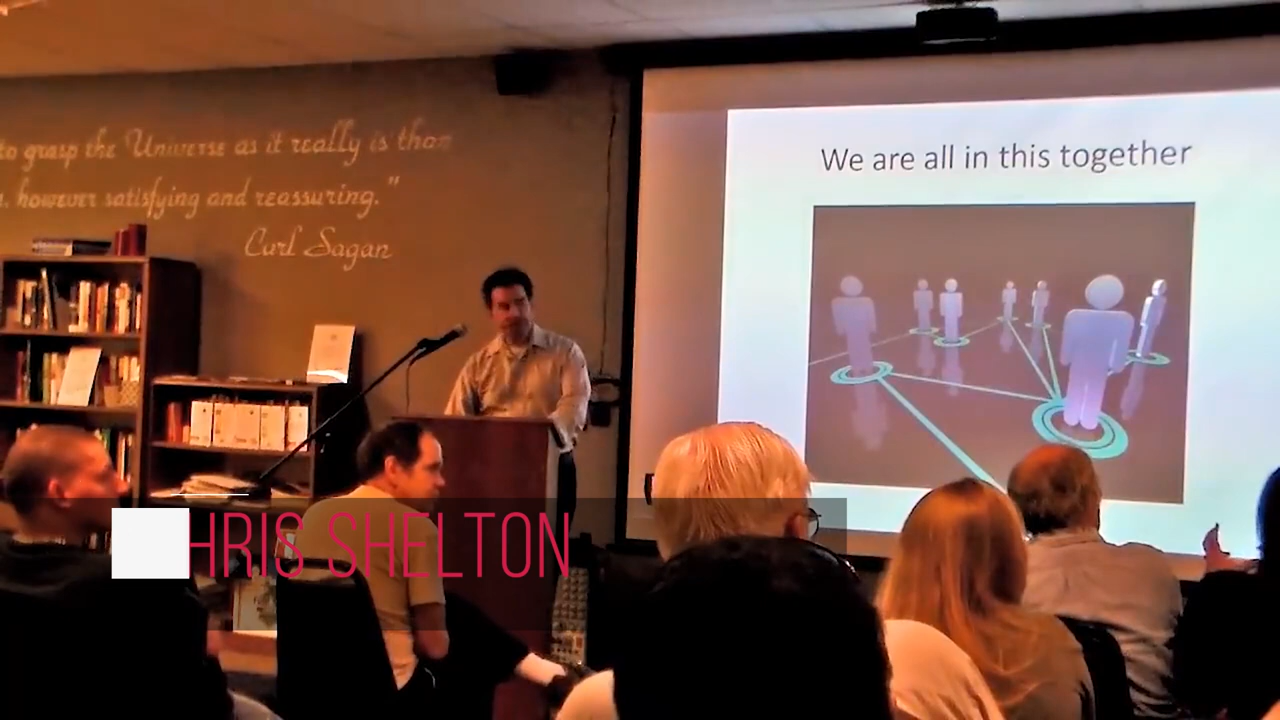 to grasp the Universe as it really is than
, however satisfying and reassuring."
Carl Sagan
We are all in this together
HRIS SHELTON